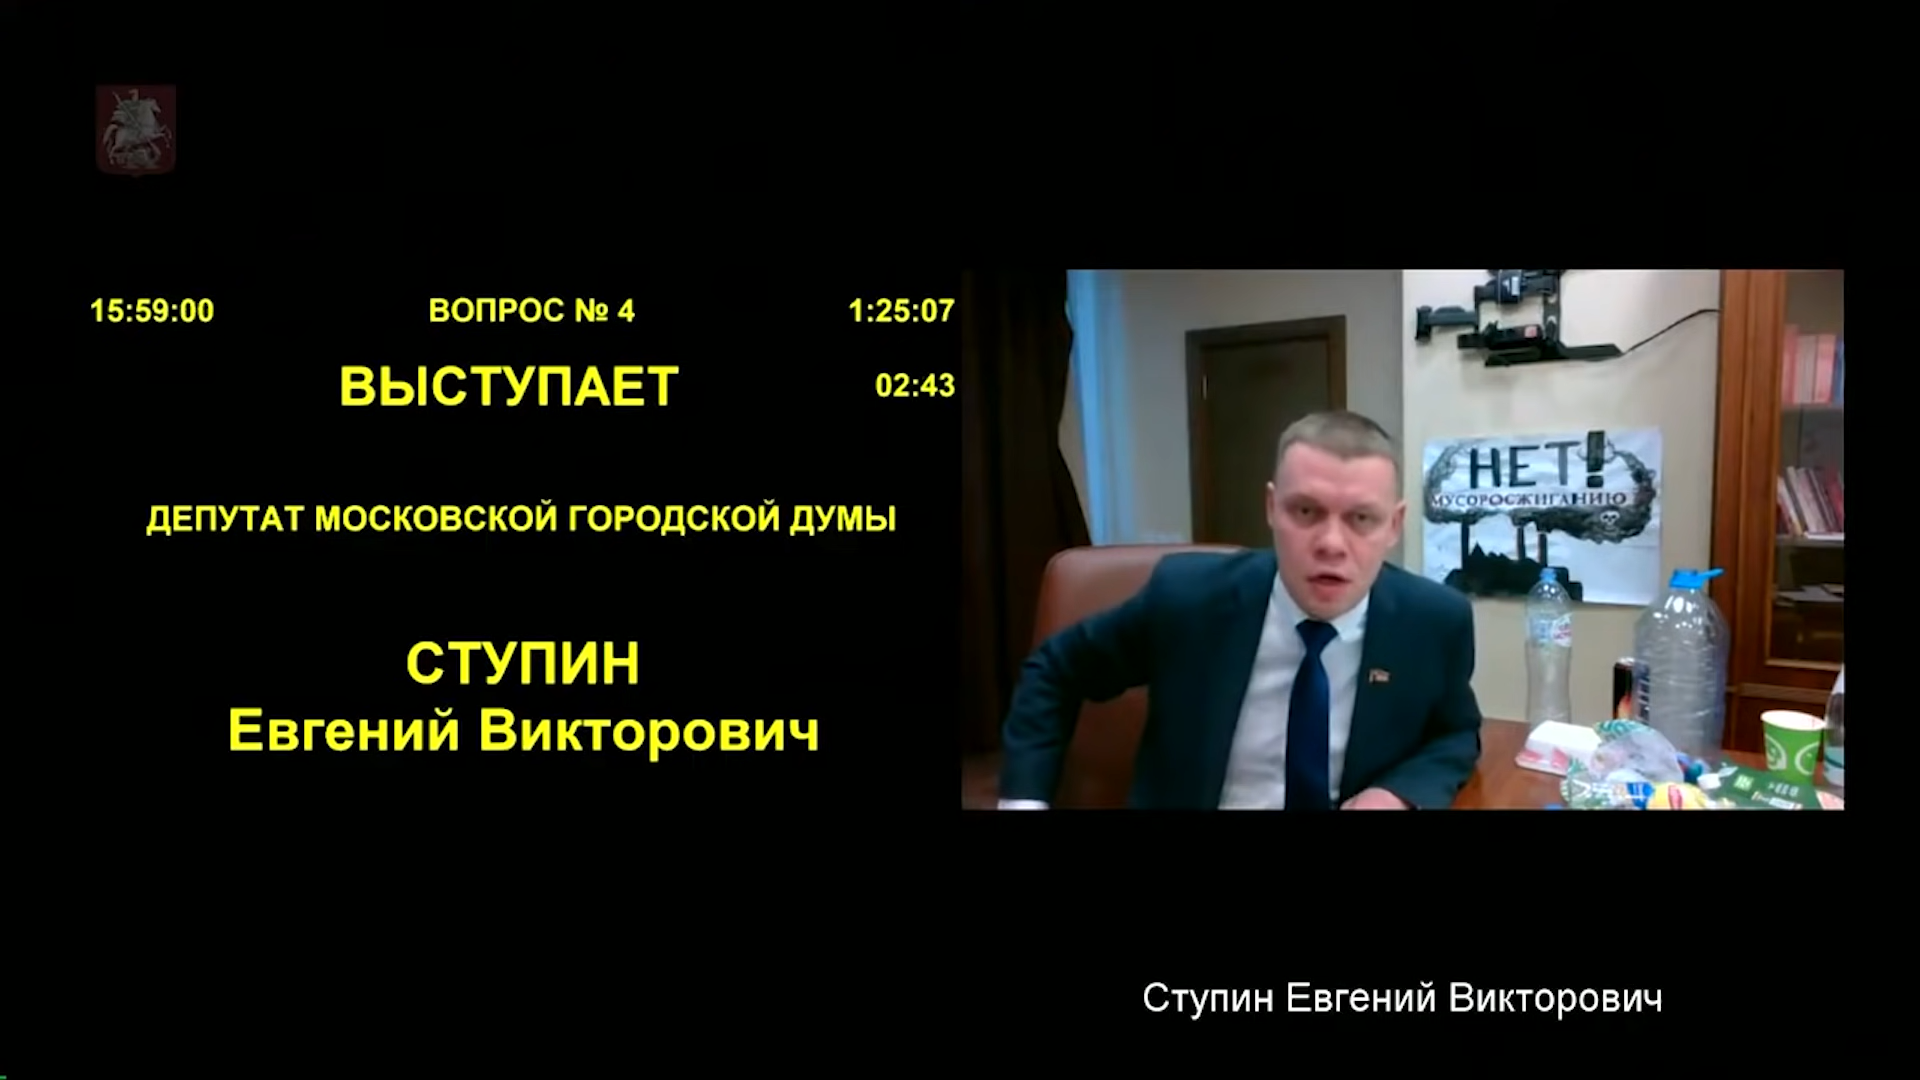 15:59:00 ВОПРОС № 4 1:25:07
ВЫСТУПАЕТ 02:43
ДЕПУТАТ МОСКОВСКОЙ ГОРОДСКОЙ ДУМЫ
СТУПИН
Евгений Викторович
НЕТ!
МУСОРОСЖИГАНИЮ
Ступин Евгений Викторович